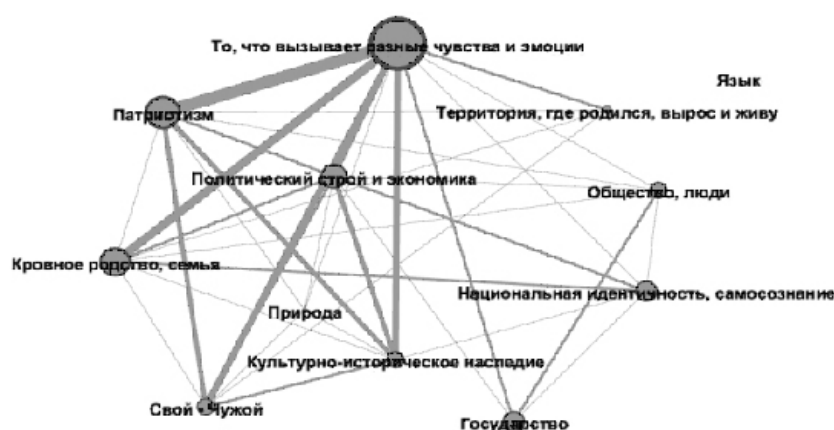 То, что вызывает разные чувства и эмоции
Язык
Патриотизм
Территория, где родился, вырос и живу
Политический строй и экономика
Общество, люди
Кровное родство, семья
Национальная идентичность, самосознание
Природа
Культурно-историческое наследие
Свой - Чужой
Государство